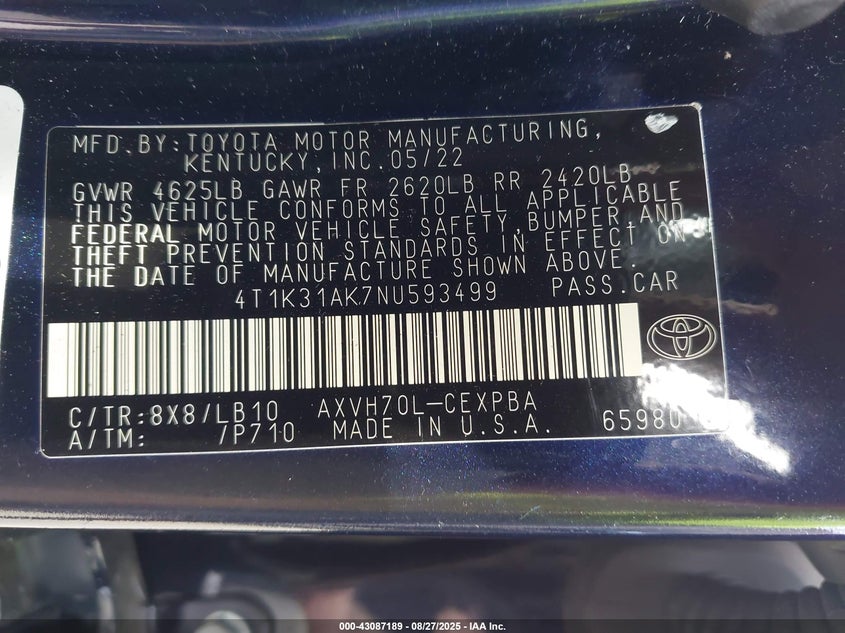 MFD.BY:TOYOTA MOTOR MANUFACTURING,
KENTUCKY,INC.05/22
GVWR 4625LB GAWR FR 2620LB RR 2420LB
THIS VEHICLE CONFORMS TO ALL APPLICABLE
FEDERAL MOTOR VEHICLE SAFETY,BUMPER AND
THEFT PREVENTION STANDARDS IN EFFECT ON
THE DATE OF MANUFACTURE SHOWN ABOVE.
4T1K31AK7NU593499 PASS.CAR
C/TR:8X8/LB10 AXVH70L-CEXPBA
A/TM: /P710 MADE IN U.S.A.
000-43087189 - 08/27/2025 - IAA Inc.